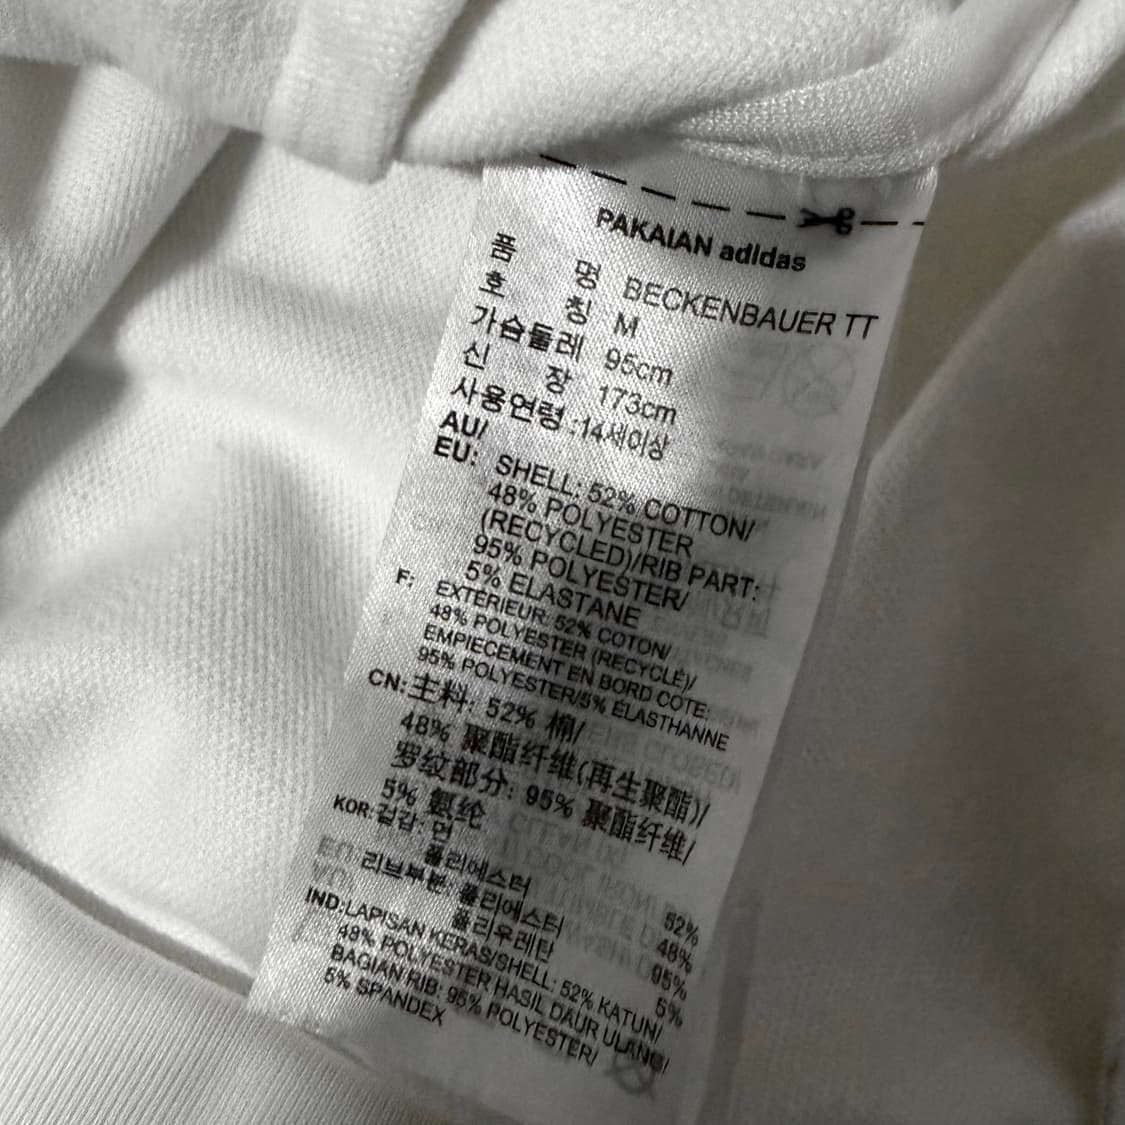 PAKAIAN adidas
품 명 BECKENBAUER TT
호 칭 M
가슴둘레 95cm
신 장 173cm
사용연령 :14세이상
AU/
EU: SHELL: 52% COTTON/
48% POLYESTER
(RECYCLED)/RIB PART:
95% POLYESTER/
5% ELASTANE
F: EXTÉRIEUR: 52% COTON/
48% POLYESTER (RECYCLÉ)/
EMPIECEMENT EN BORD COTE:
95% POLYESTER/5% ÉLASTHANNE
CN:主料: 52% 棉/
48% 聚酯纤维(再生聚酯)/
罗纹部分: 95% 聚酯纤维/
5% 氨纶
KOR:겉감: 면 52%
폴리에스터 48%
리브부분: 폴리에스터 95%
폴리우레탄 5%
IND:LAPISAN KERAS/SHELL: 52% KATUN/
48% POLYESTER HASIL DAUR ULANG/
BAGIAN RIB: 95% POLYESTER/
5% SPANDEX